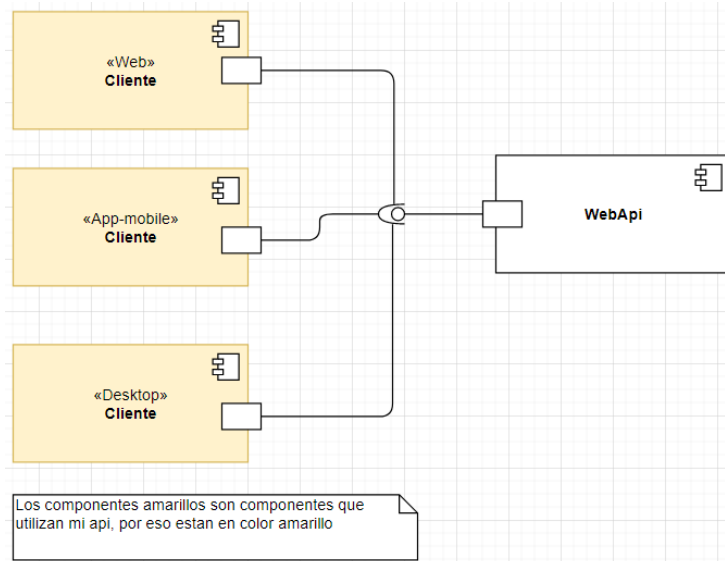 «Web»
Cliente
«App-mobile»
Cliente
WebApi
«Desktop»
Cliente
Los componentes amarillos son componentes que
utilizan mi api, por eso estan en color amarillo